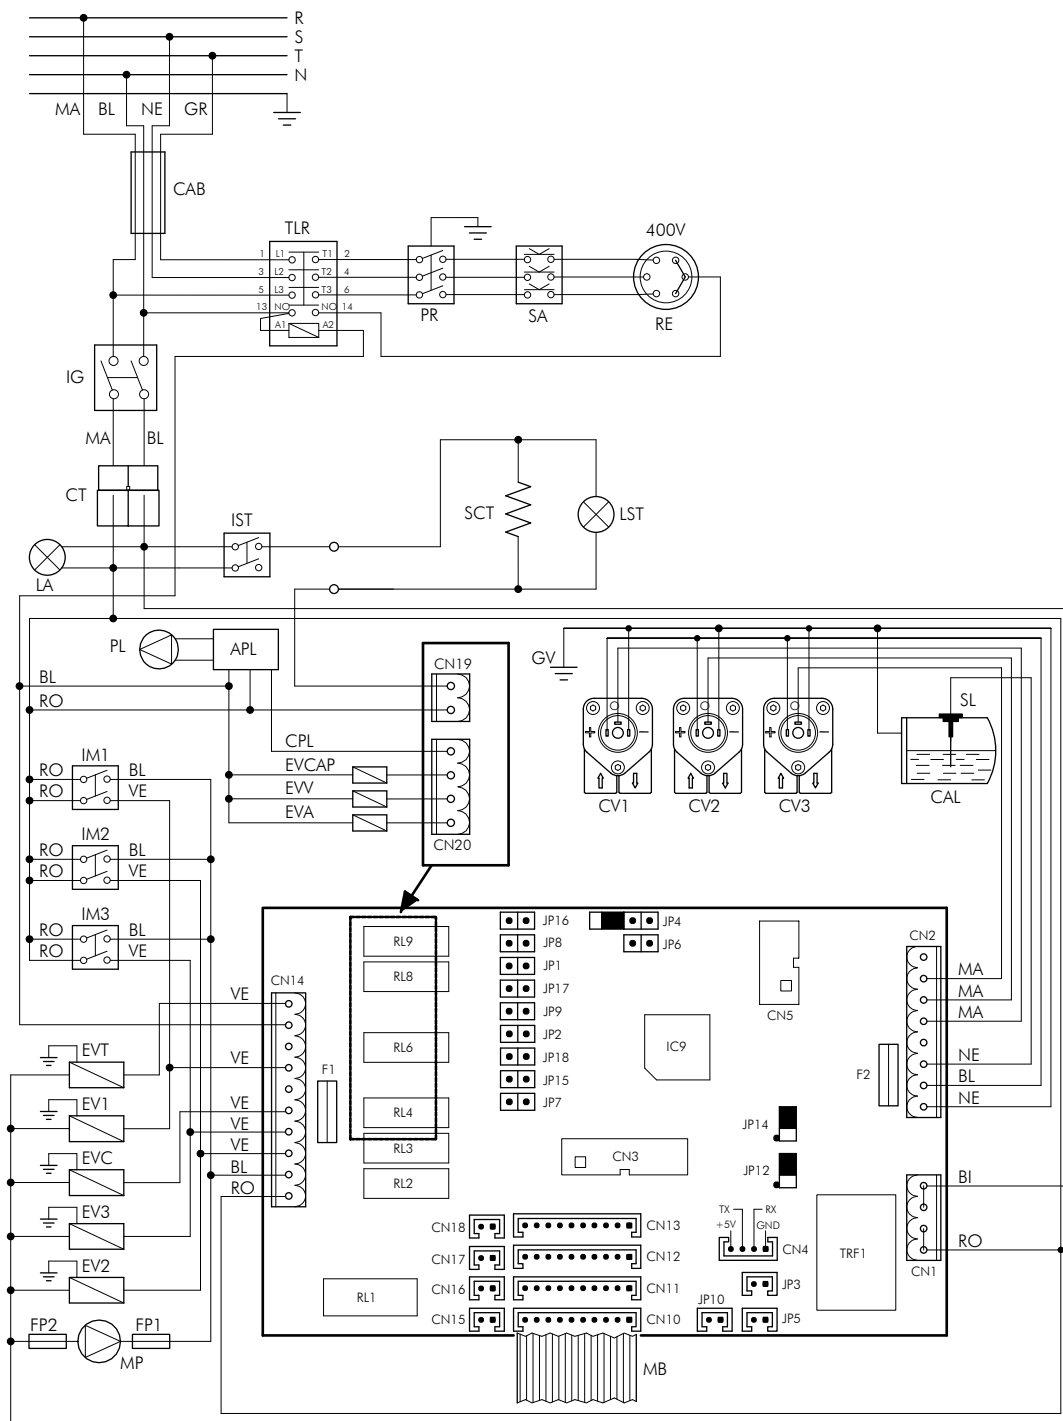 R
S
T
N
MA BL NE GR
CAB
TLR
400V
1 L1 T1 2
3 L2 T2 4
5 L3 T3 6
13 NO NO 14
A1 A2
PR
SA
RE
IG
MA BL
CT
IST
SCT
LST
LA
PL
APL
BL
RO
CN19
CPL
EVCAP
EVV
EVA
CN20
GV
SL
+ −
+ −
+ −
CV1
CV2
CV3
CAL
IM1
RO BL
RO VE
IM2
RO BL
RO VE
IM3
RO BL
RO VE
CN14
VE
VE
VE
VE
VE
BL
RO
EVT
EV1
EVC
EV3
EV2
FP2
FP1
MP
F1
RL9
RL8
RL6
RL4
RL3
RL2
RL1
JP16
JP8
JP1
JP17
JP9
JP2
JP18
JP15
JP7
JP4
JP6
CN5
IC9
CN3
JP14
JP12
F2
CN2
MA
MA
MA
NE
BL
NE
BI
RO
CN1
TRF1
TX RX
+5V GND
CN4
JP3
JP10
JP5
CN18
CN17
CN16
CN15
CN13
CN12
CN11
CN10
MB